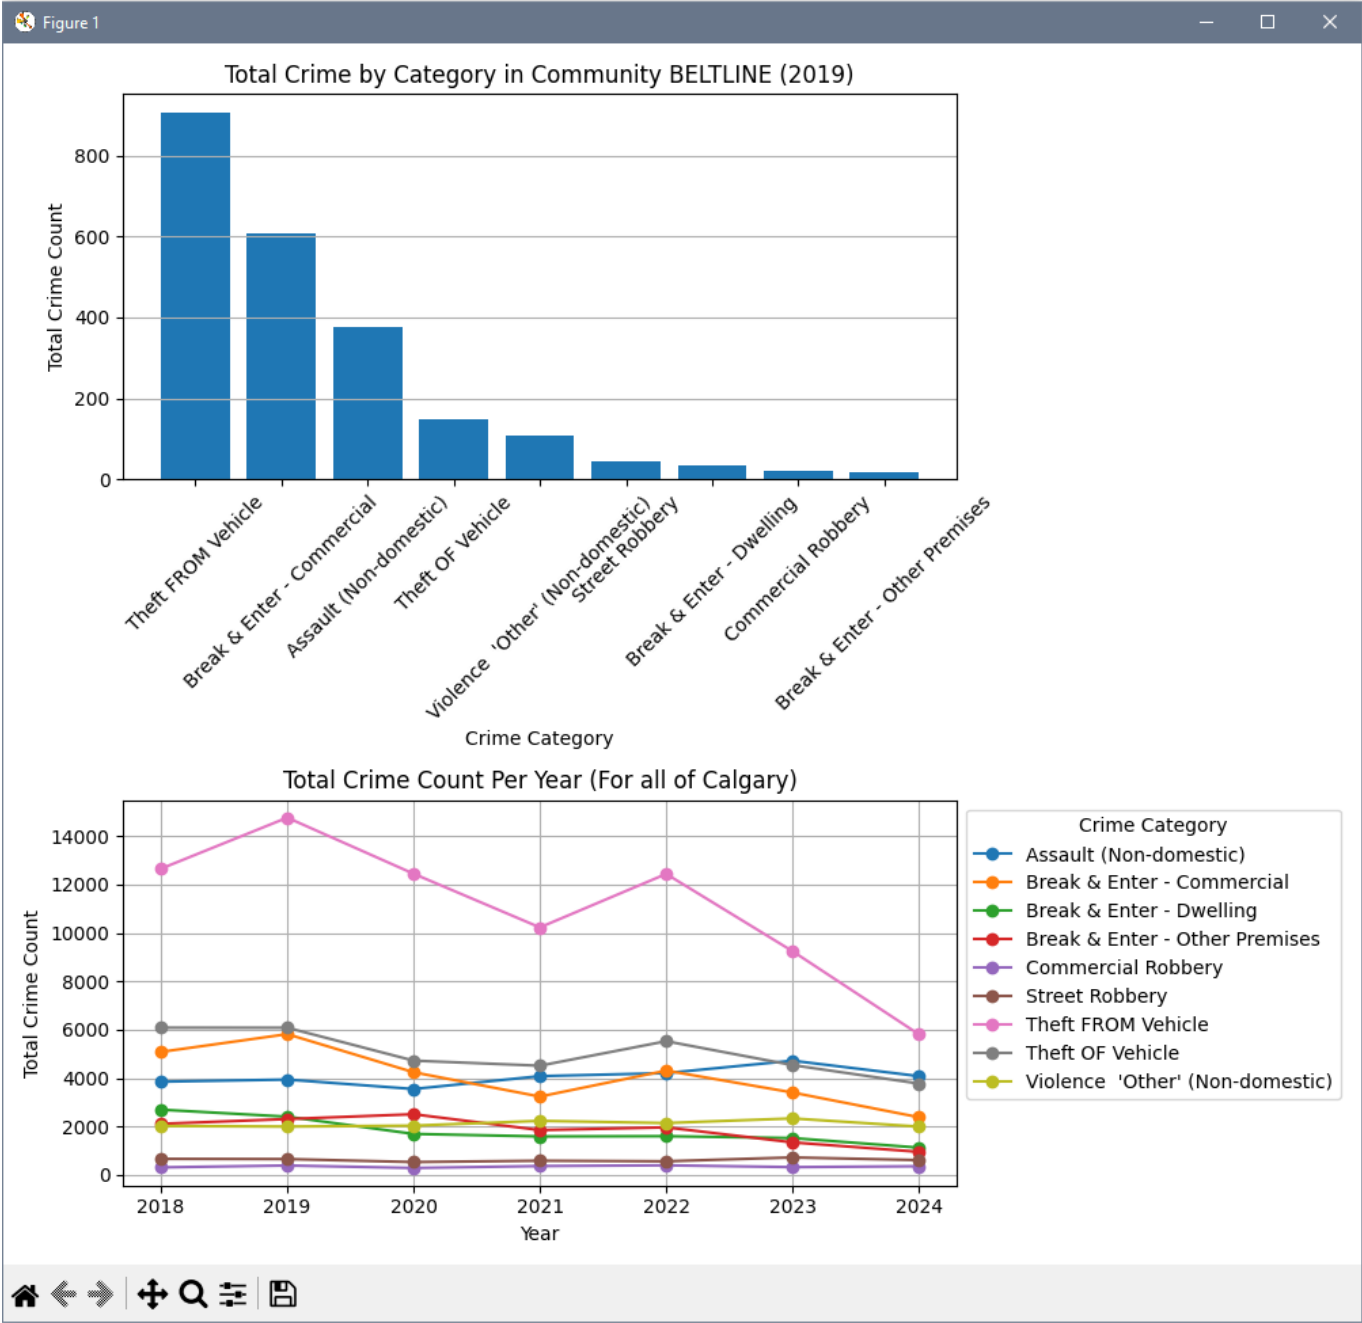 Figure 1
Total Crime by Category in Community BELTLINE (2019)
Total Crime Count
800
600
400
200
0
Theft FROM Vehicle
Break & Enter - Commercial
Assault (Non-domestic)
Theft OF Vehicle
Violence  'Other' (Non-domestic)
Street Robbery
Break & Enter - Dwelling
Commercial Robbery
Break & Enter - Other Premises
Crime Category
Total Crime Count Per Year (For all of Calgary)
Total Crime Count
14000
12000
10000
8000
6000
4000
2000
0
2018 2019 2020 2021 2022 2023 2024
Year
Crime Category
Assault (Non-domestic)
Break & Enter - Commercial
Break & Enter - Dwelling
Break & Enter - Other Premises
Commercial Robbery
Street Robbery
Theft FROM Vehicle
Theft OF Vehicle
Violence  'Other' (Non-domestic)